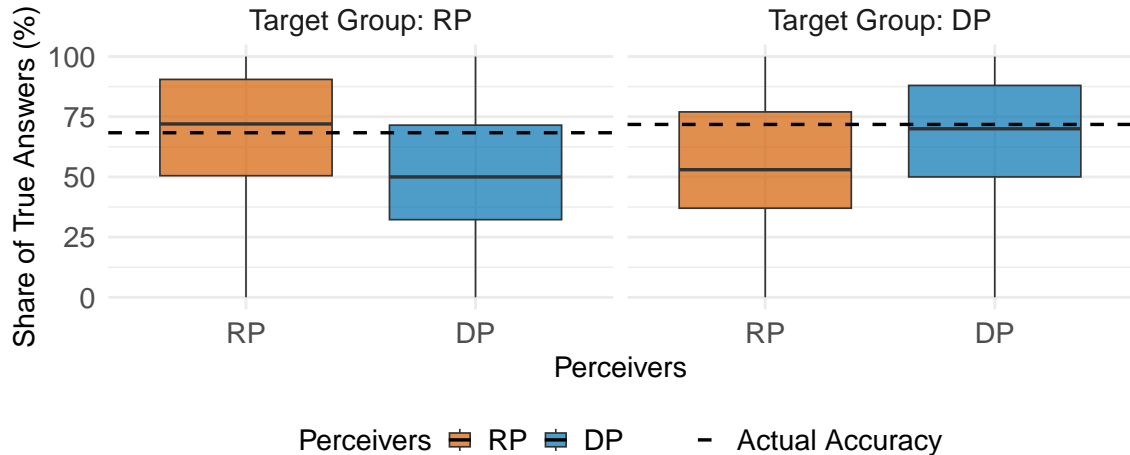 Target Group: RP
Target Group: DP
Share of True Answers (%)
100
75
50
25
0
RP
DP
RP
DP
Perceivers
Perceivers RP DP Actual Accuracy